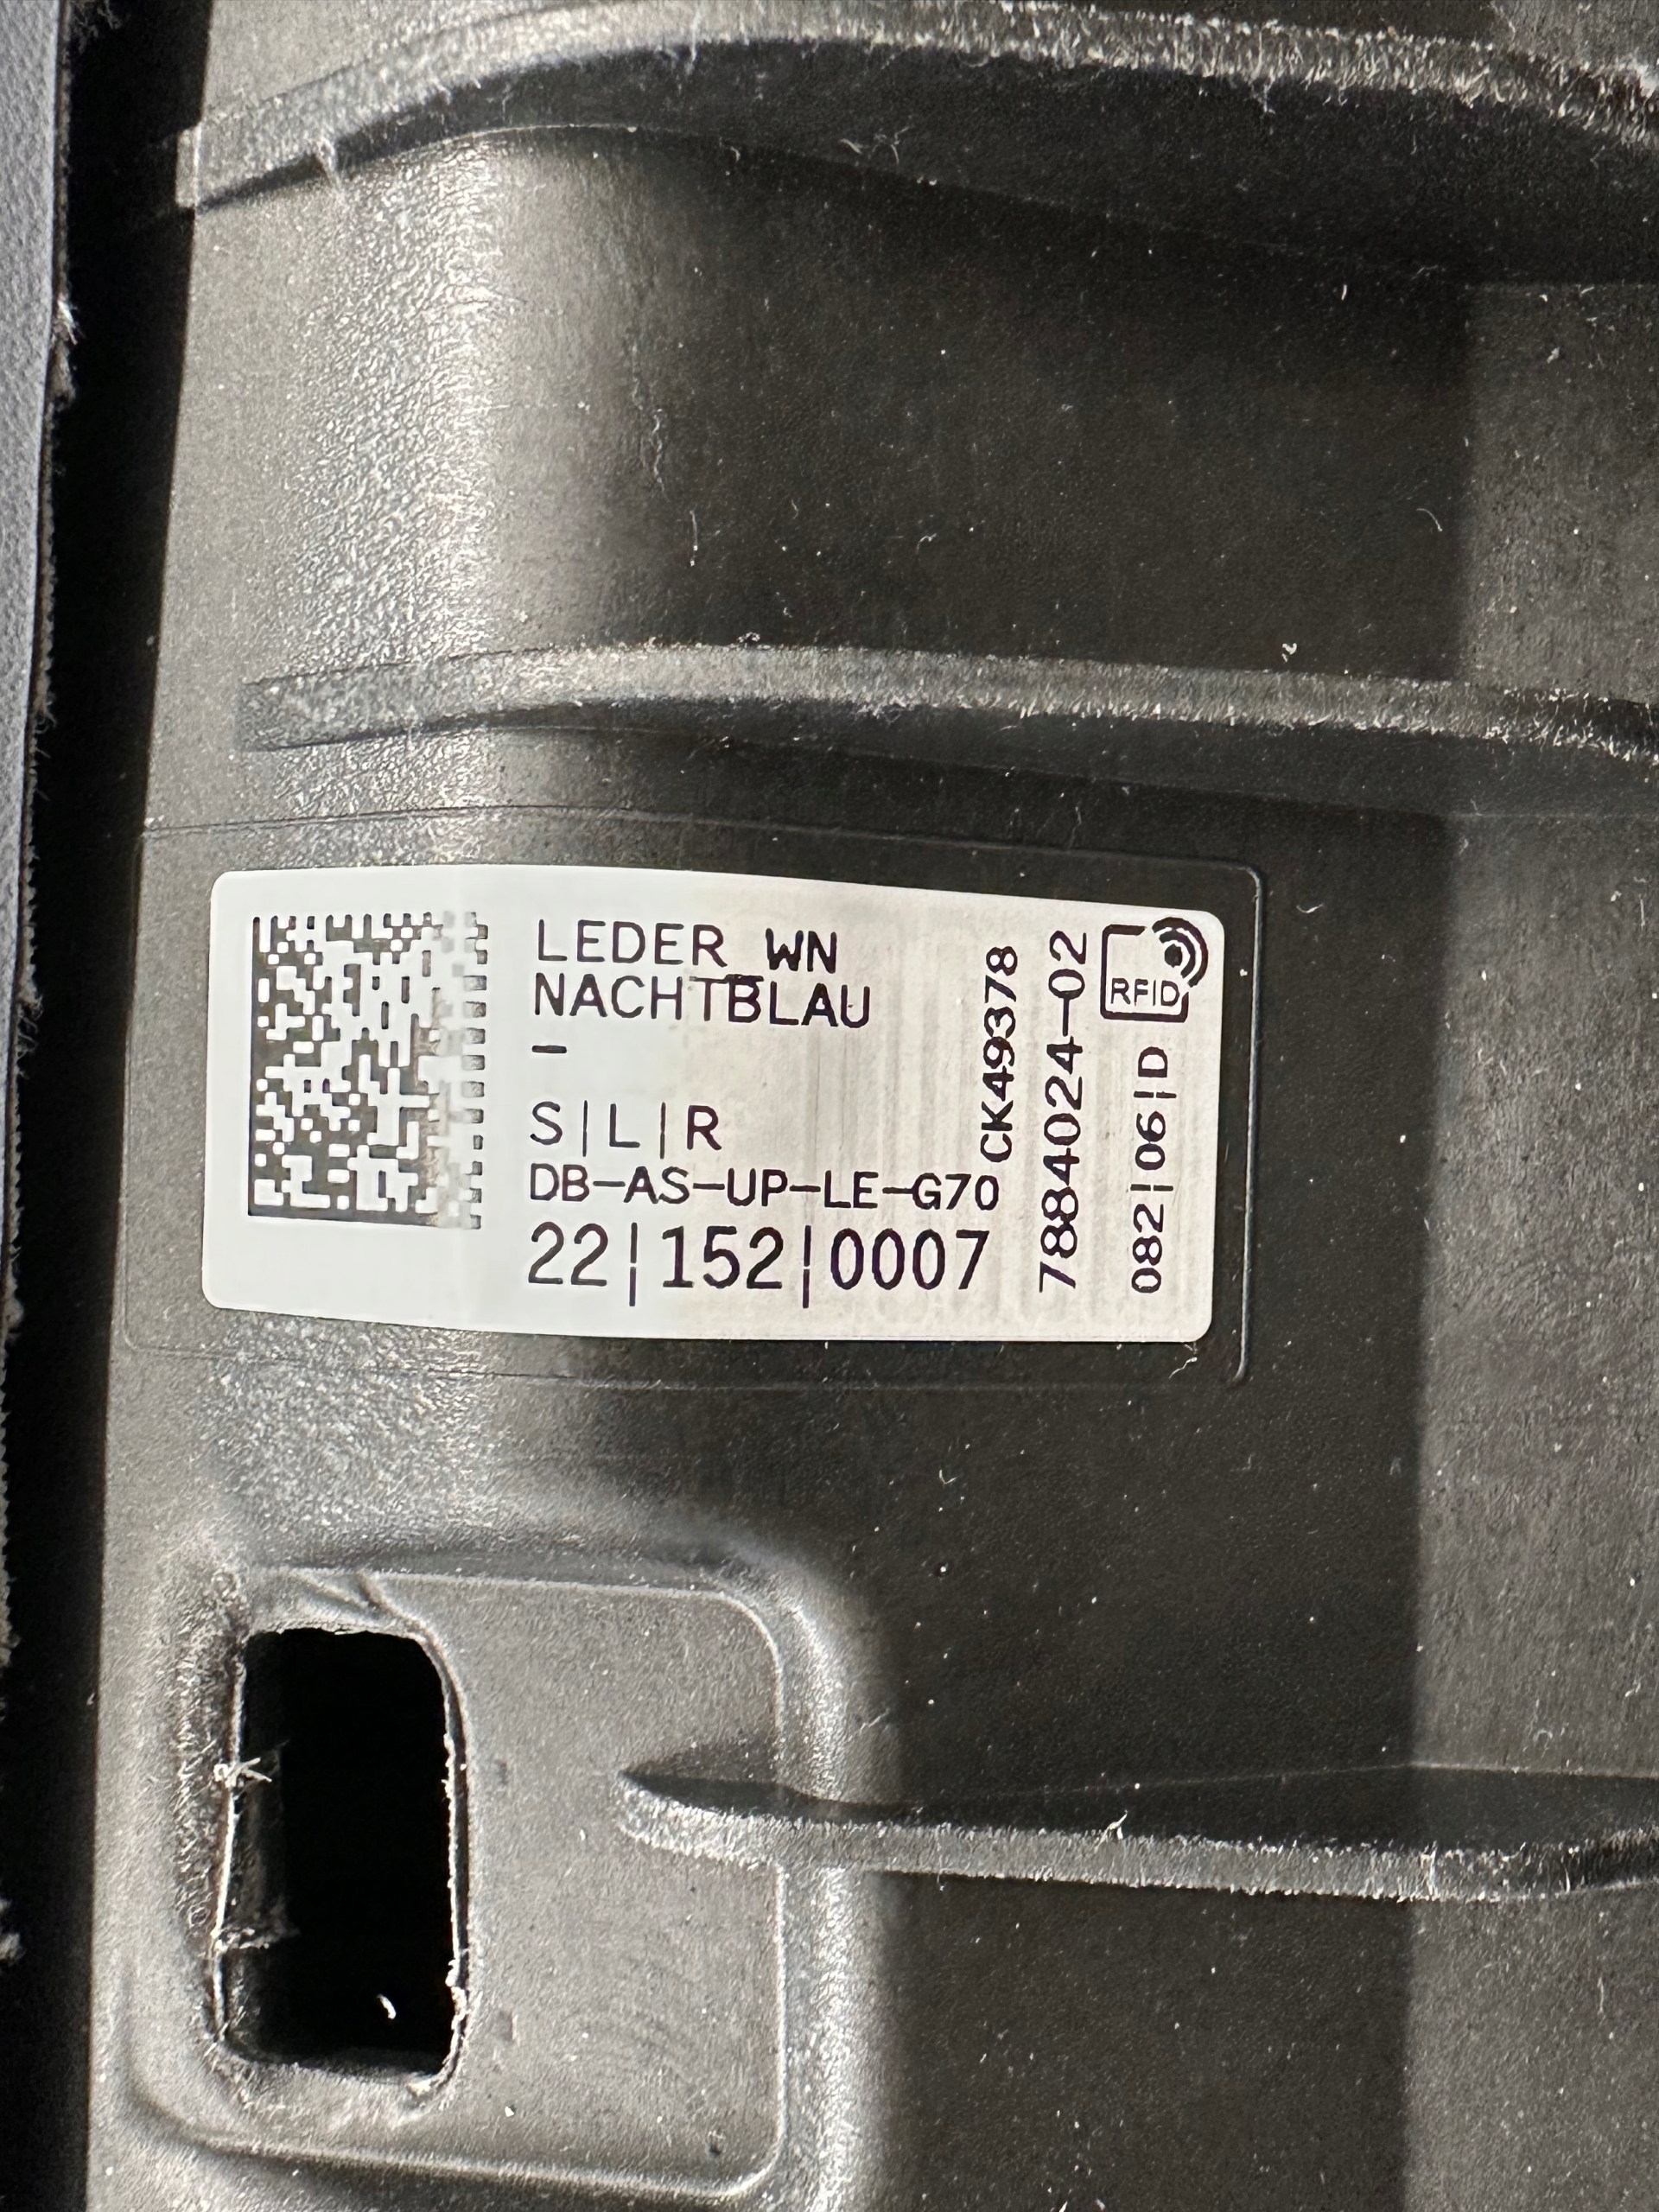 LEDER WN
NACHTBLAU
-
S|L|R
DB-AS-UP-LE-G70
22|152|0007
CK49378
7884024-02
082|06|D
RFID